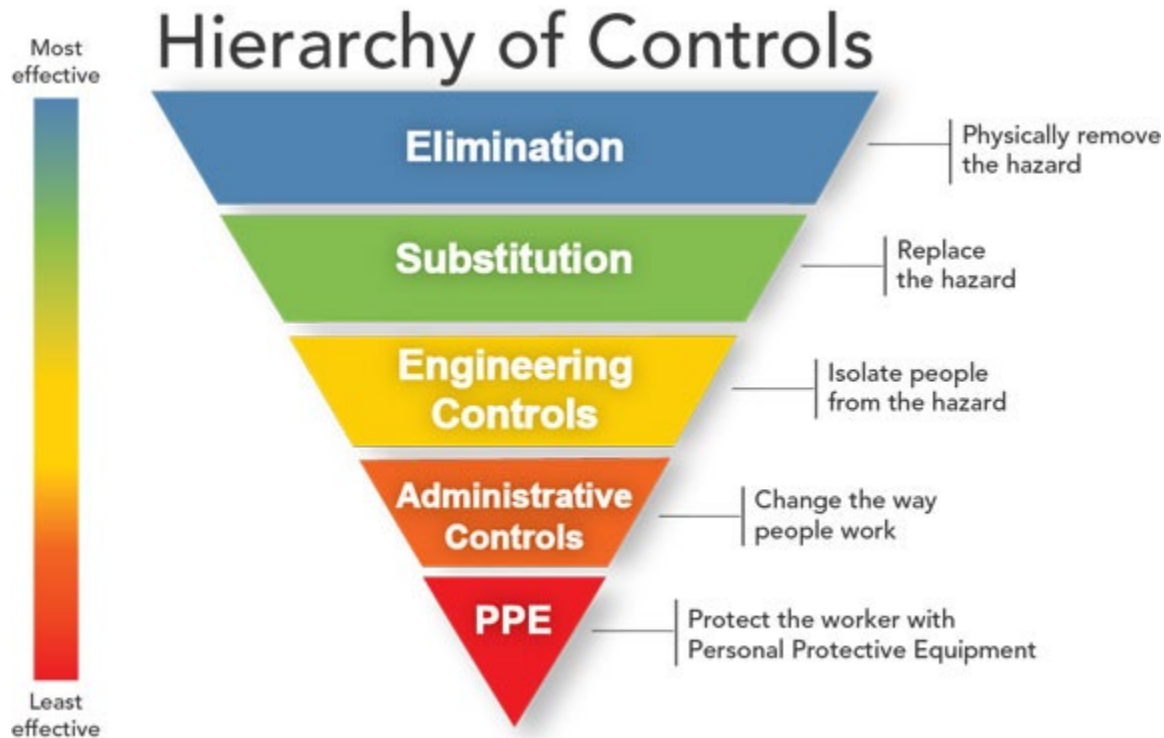 Hierarchy of Controls
Most
effective
Elimination
Physically remove
the hazard
Substitution
Replace
the hazard
Engineering
Controls
Isolate people
from the hazard
Administrative
Controls
Change the way
people work
PPE
Protect the worker with
Personal Protective Equipment
Least
effective